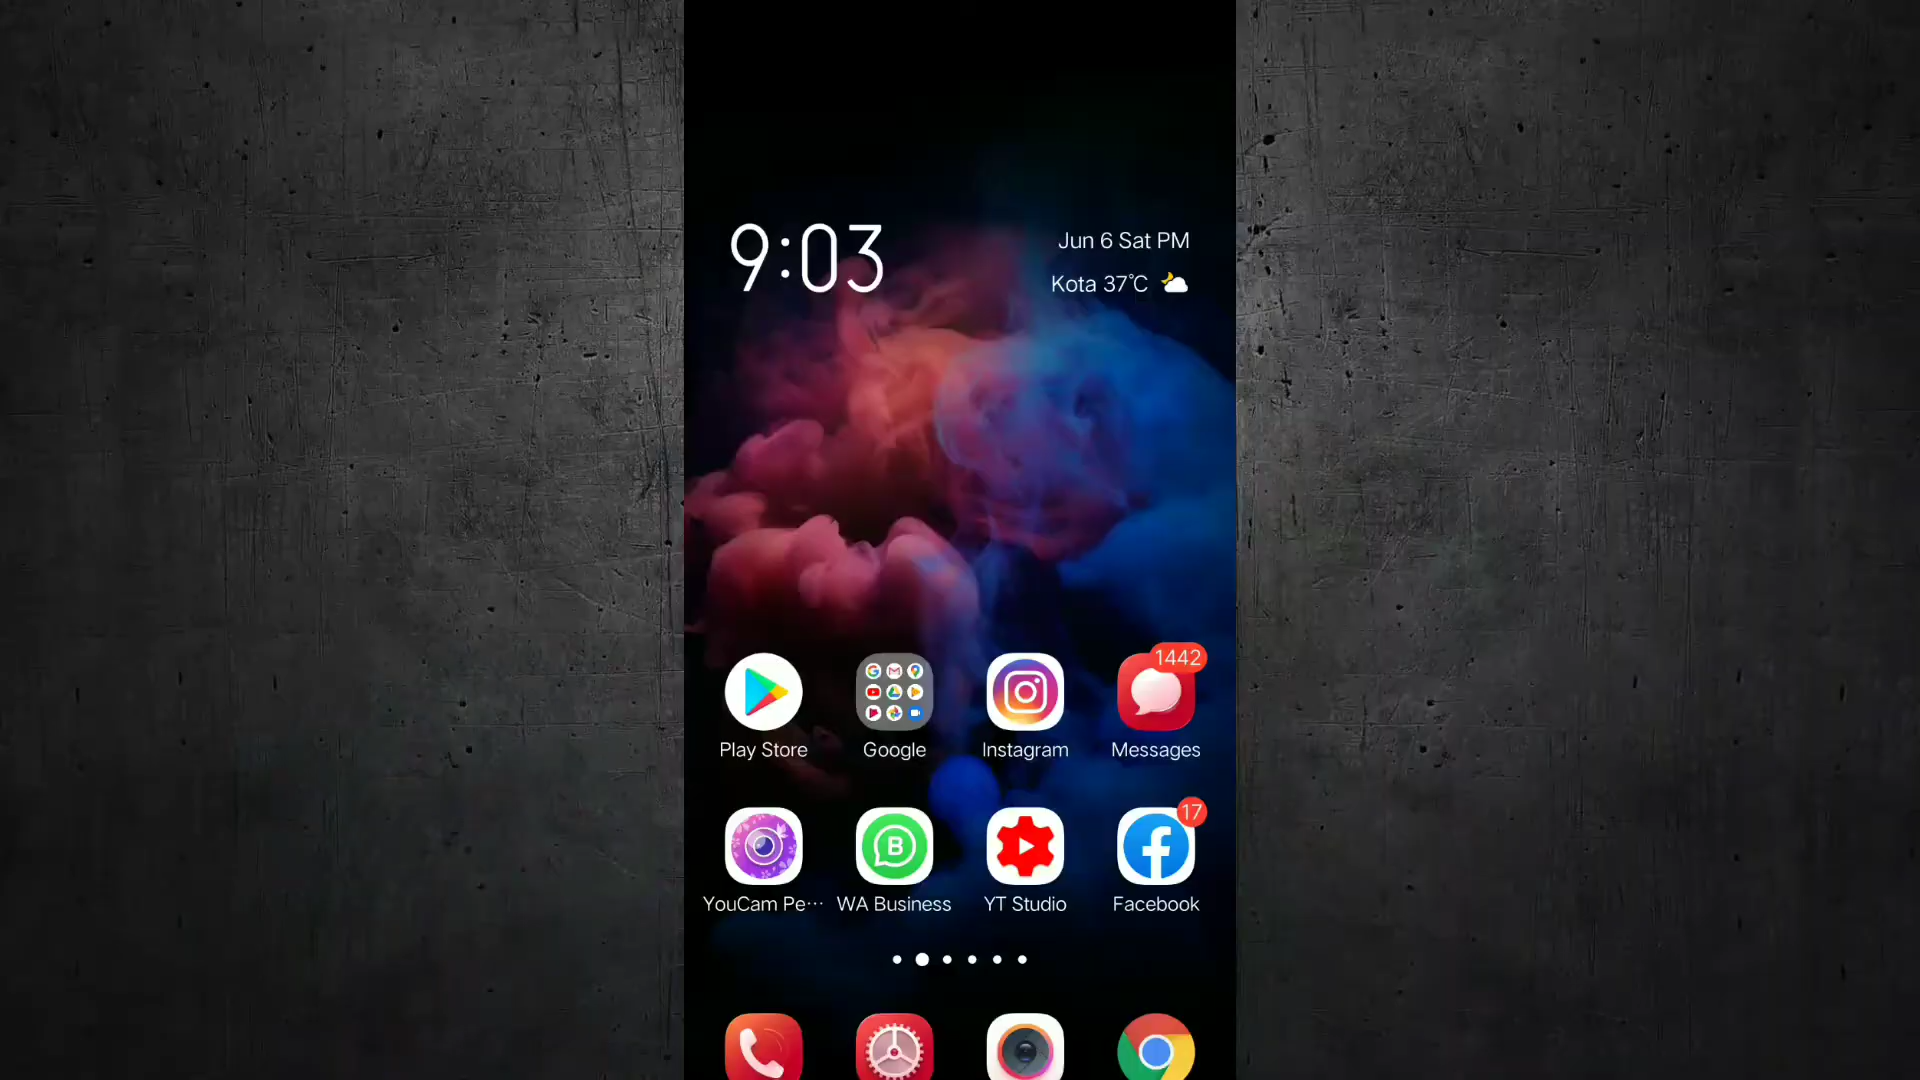 9:03
Jun 6 Sat PM
Kota 37°C
1442
Play Store
Google
Instagram
Messages
17
B
YouCam Pe···
WA Business
YT Studio
Facebook